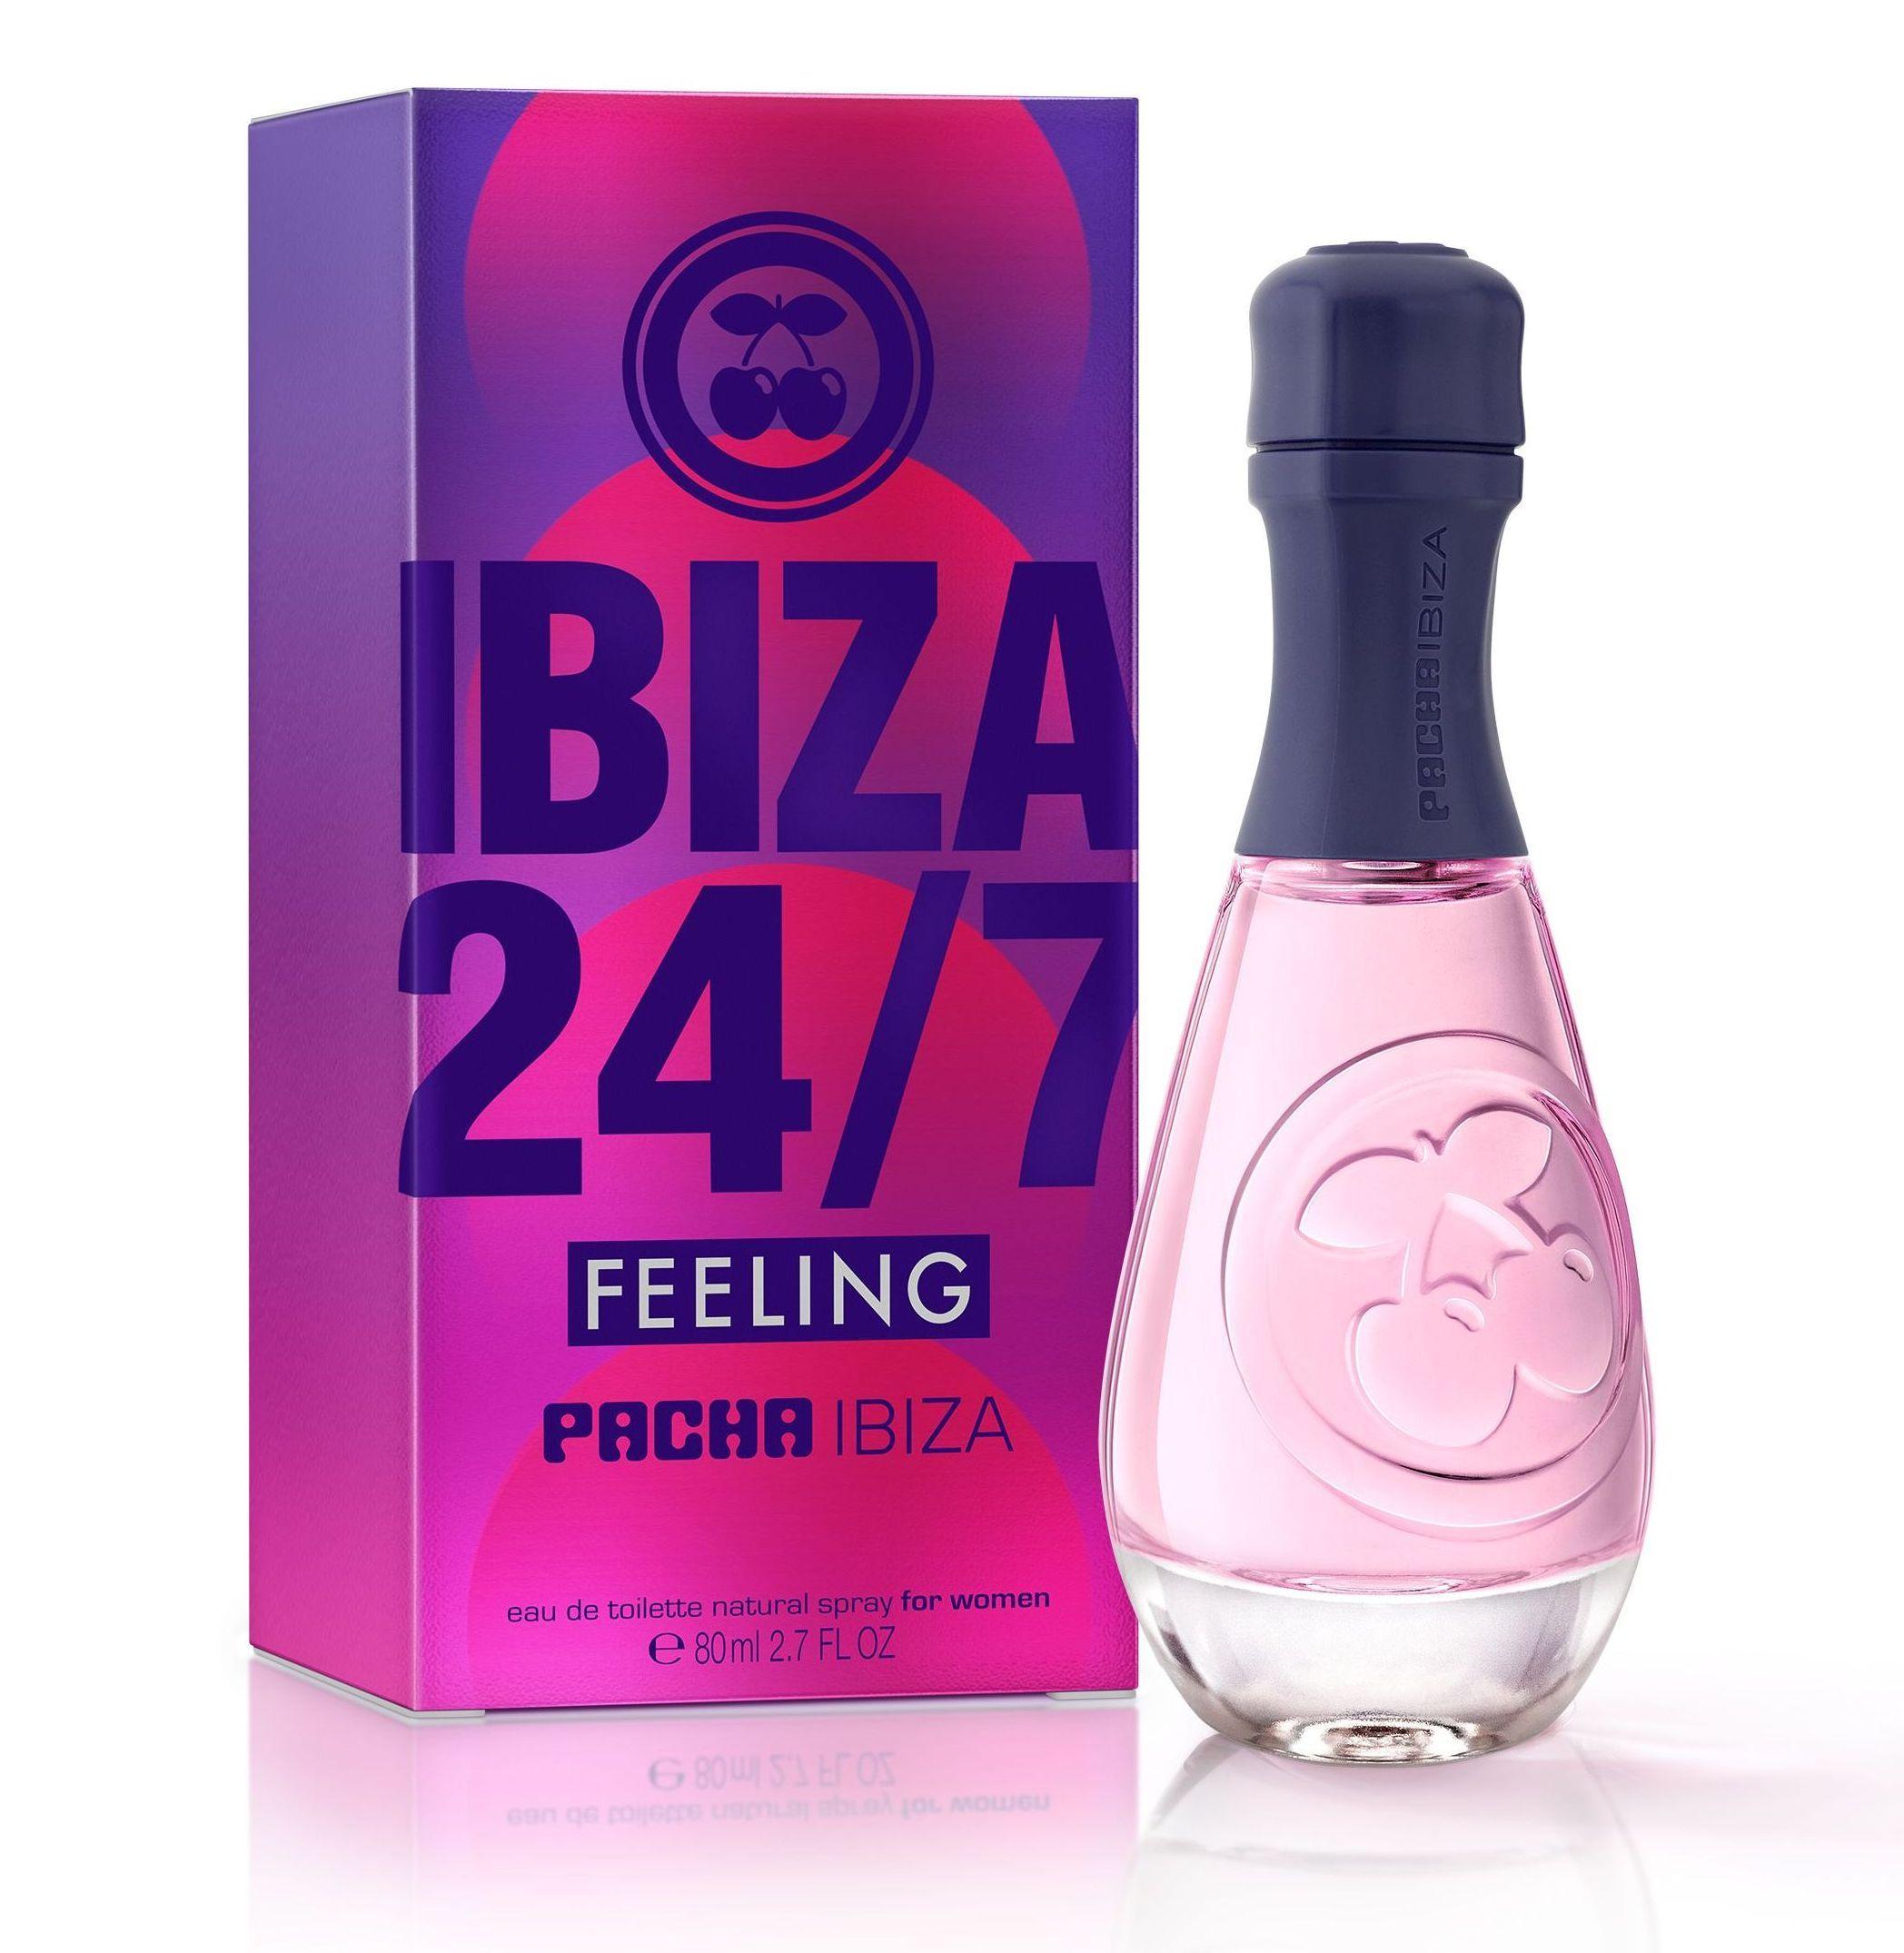 IBIZA
24/7
FEELING
PACHA IBIZA
eau de toilette natural spray for women
℮ 80ml 2.7 FL OZ
PACHA IBIZA